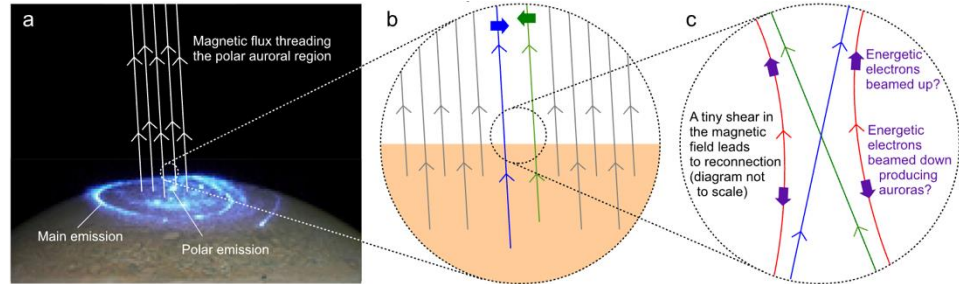 a
Magnetic flux threading
the polar auroral region
Main emission
Polar emission
b
c
Energetic
electrons
beamed up?
A tiny shear in
the magnetic
field leads
to reconnection
(diagram not
to scale)
Energetic
electrons
beamed down
producing
auroras?